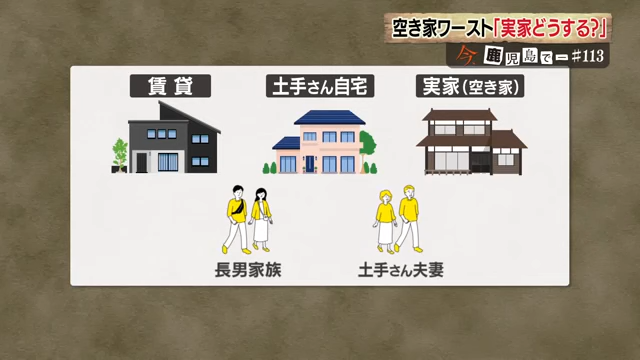 空き家ワースト「実家どうする?」
今、鹿児島で―♯113
賃貸
土手さん自宅
実家(空き家)
長男家族
土手さん夫妻